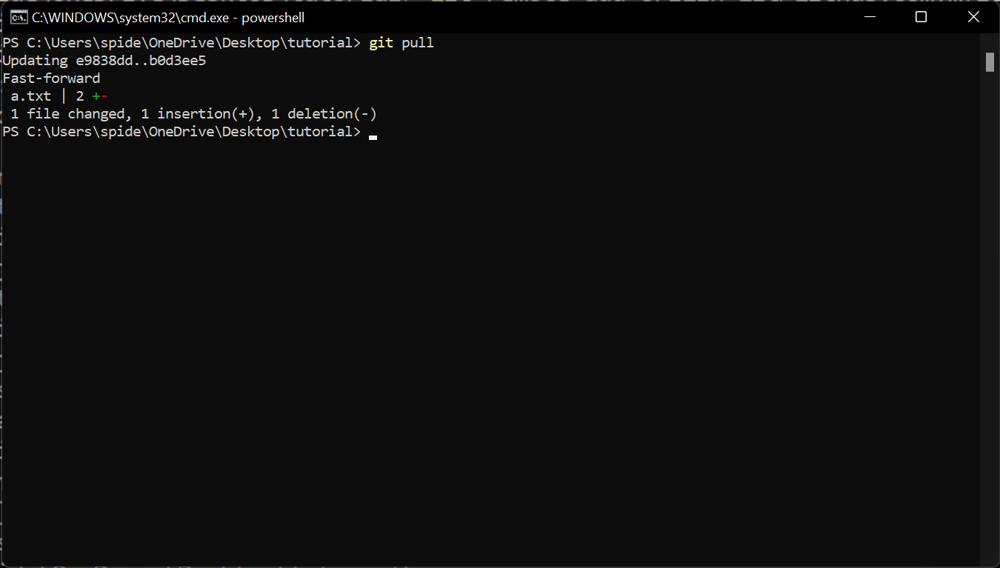 C:\WINDOWS\system32\cmd.exe - powershell
PS C:\Users\spide\OneDrive\Desktop\tutorial> git pull
Updating e9838dd..b0d3ee5
Fast-forward
 a.txt | 2 +-
 1 file changed, 1 insertion(+), 1 deletion(-)
PS C:\Users\spide\OneDrive\Desktop\tutorial>